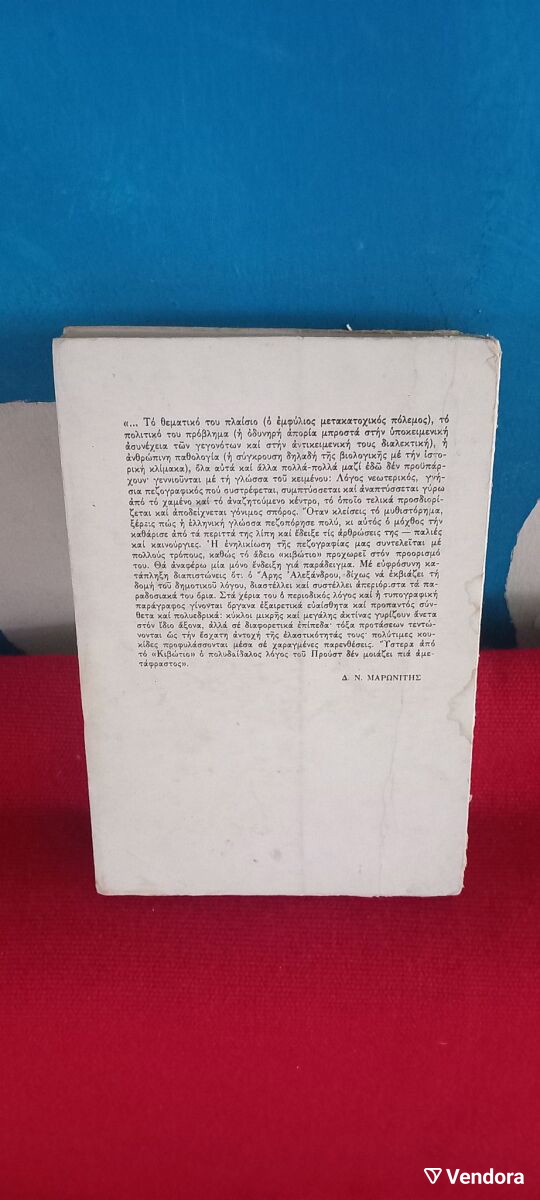 «... Τό θεματικό του πλαίσιο (ὁ ἐμφύλιος μετακατοχικός πόλεμος), τό
πολιτικό του πρόβλημα (ἡ ὀδυνηρή ἀπορία μπροστά στήν ὑποκειμενική
ἀσυνέχεια τῶν γεγονότων καί στήν ἀντικειμενική τους διαλεκτική), ἡ
ἀνθρώπινη παθολογία (ἡ σύγκρουση δηλαδή τῆς βιολογικῆς μέ τήν ἱστο-
ρική κλίμακα), ὅλα αὐτά καί ἄλλα πολλά-πολλά μαζί ἐδῶ δέν προϋπάρ-
χουν· γεννιοῦνται μέ τή γλώσσα τοῦ κειμένου: Λόγος νεωτερικός, γνή-
σια πεζογραφικός πού συστρέφεται, συμπτύσσεται καί ἀναπτύσσεται γύρω
ἀπό τό χαμένο καί τό ἀναζητούμενο κέντρο, τό ὁποῖο τελικά προσδιορί-
ζεται καί ἀποδείχνεται γόνιμος σπόρος. Ὅταν κλείσεις τό μυθιστόρημα,
ξέρεις πώς ἡ ἑλληνική γλώσσα πεζοπόρησε πολύ, κι αὐτός ὁ μόχθος τήν
καθάρισε ἀπό τά περιττά της λίπη καί ἔδειξε τίς ἀρθρώσεις της — παλιές
καί καινούργιες. Ἡ ἐνηλικίωση τῆς πεζογραφίας μας συντελεῖται μέ
πολλούς τρόπους, καθώς τό ἄδειο «κιβώτιο» προχωρεῖ στόν προορισμό
του. Θά ἀναφέρω μία μόνο ἔνδειξη γιά παράδειγμα. Μέ εὐφρόσυνη κα-
τάπληξη διαπιστώνεις ὅτι ὁ Ἄρης Ἀλεξάνδρου, δίχως νά ἐκβιάζει τή
δομή τοῦ δημοτικοῦ λόγου, διαστέλλει καί συστέλλει ἀπεριόριστα τά πα-
ραδοσιακά του ὅρια. Στά χέρια του ὁ περιοδικός λόγος καί ἡ τυπογραφική
παράγραφος γίνονται ὄργανα ἐξαιρετικά εὐαίσθητα καί προπαντός σύν-
θετα καί πολυεδρικά: κύκλοι μικρῆς καί μεγάλης ἀκτίνας γυρίζουν ἄνετα
στόν ἴδιο ἄξονα, ἀλλά σέ διαφορετικά ἐπίπεδα· τόξα προτάσεων τεντώ-
νονται ὡς τήν ἔσχατη ἀντοχή τῆς ἐλαστικότητάς τους· πολύτιμες κου-
κίδες προφυλάσσονται μέσα σέ χαραγμένες παρενθέσεις. Ὕστερα ἀπό
τό «Κιβώτιο» ὁ πολυδαίδαλος λόγος τοῦ Προύστ δέν μοιάζει πιά ἀμε-
τάφραστος».
Δ. Ν. ΜΑΡΩΝΙΤΗΣ
Vendora